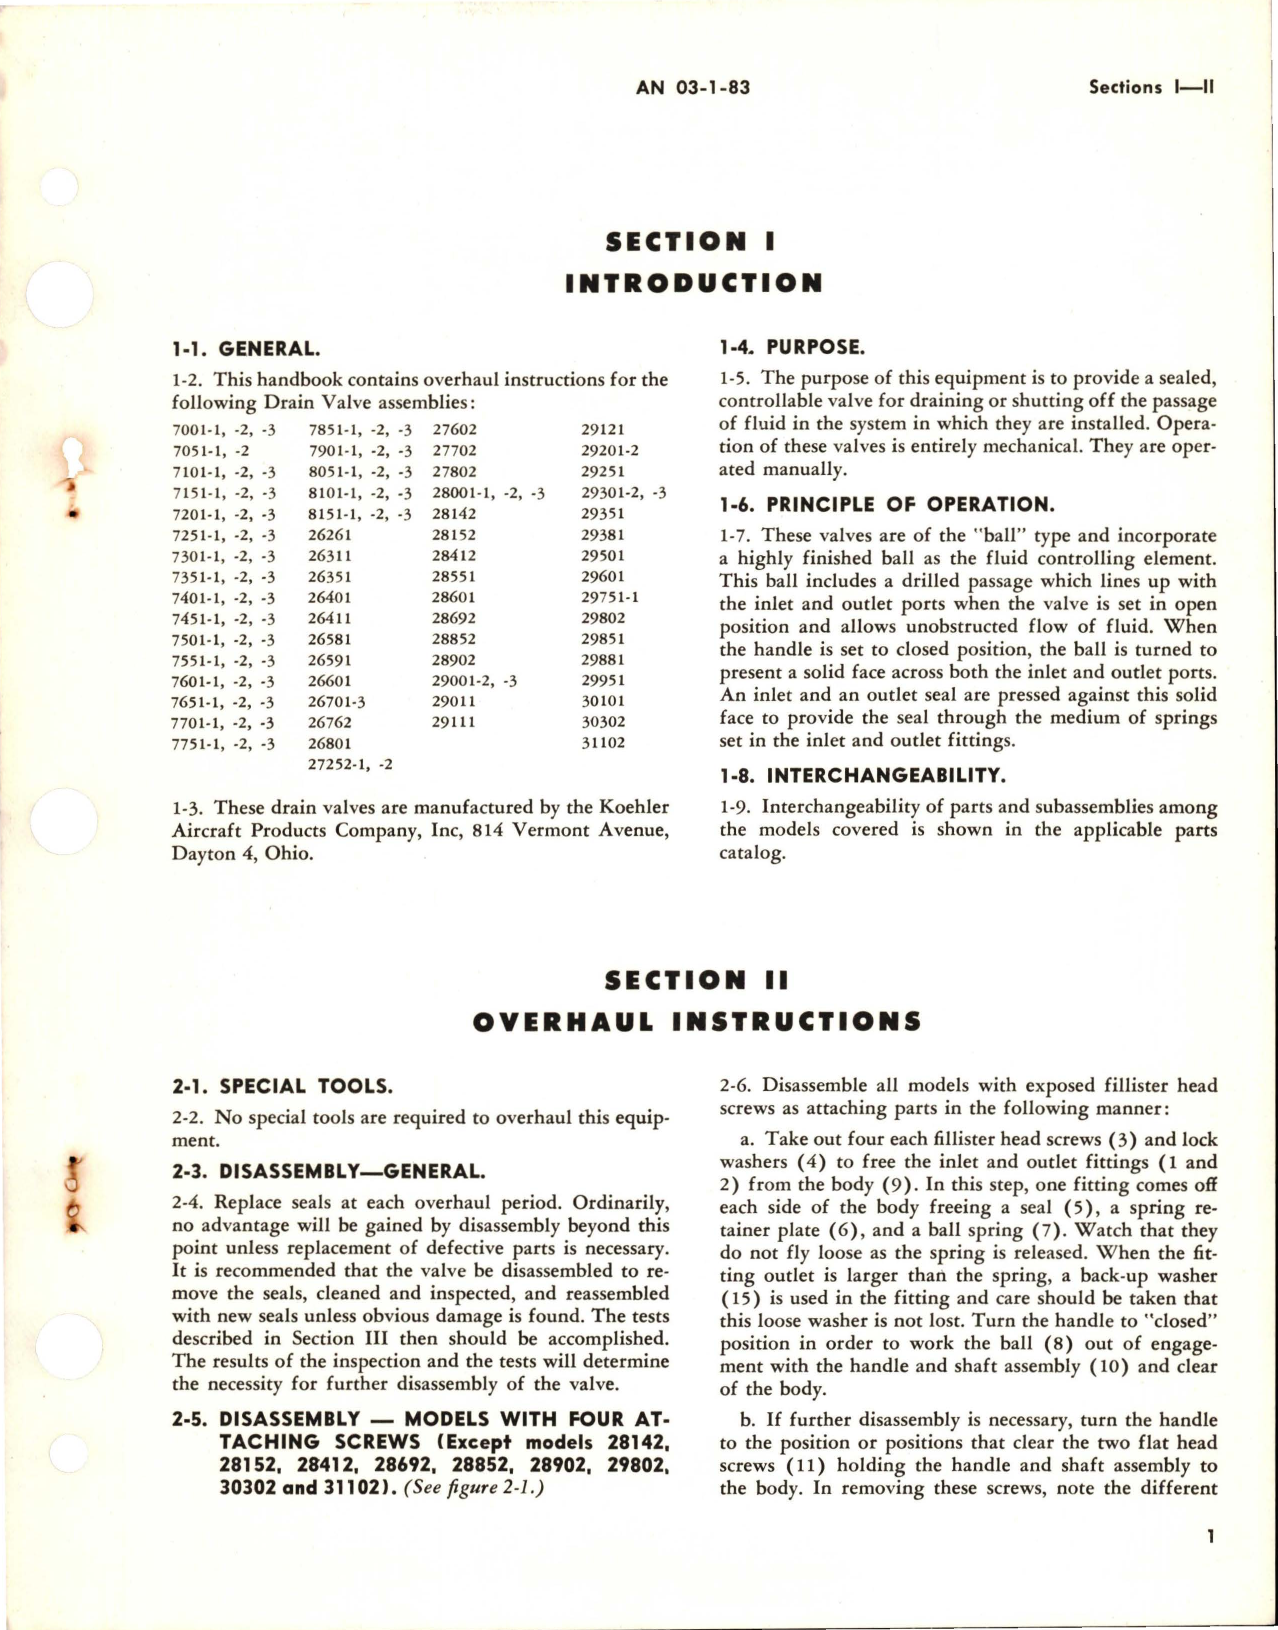 AN 03-1-83
Sections I—II
SECTION I
INTRODUCTION
1-1. GENERAL.
1-2. This handbook contains overhaul instructions for the
following Drain Valve assemblies:
7001-1, -2, -3
7051-1, -2
7101-1, -2, -3
7151-1, -2, -3
7201-1, -2, -3
7251-1, -2, -3
7301-1, -2, -3
7351-1, -2, -3
7401-1, -2, -3
7451-1, -2, -3
7501-1, -2, -3
7551-1, -2, -3
7601-1, -2, -3
7651-1, -2, -3
7701-1, -2, -3
7751-1, -2, -3
7851-1, -2, -3
7901-1, -2, -3
8051-1, -2, -3
8101-1, -2, -3
8151-1, -2, -3
26261
26311
26351
26401
26411
26581
26591
26601
26701-3
26762
26801
27252-1, -2
27602
27702
27802
28001-1, -2, -3
28142
28152
28412
28551
28601
28692
28852
28902
29001-2, -3
29011
29111
29121
29201-2
29251
29301-2, -3
29351
29381
29501
29601
29751-1
29802
29851
29881
29951
30101
30302
31102
1-3. These drain valves are manufactured by the Koehler
Aircraft Products Company, Inc, 814 Vermont Avenue,
Dayton 4, Ohio.
1-4. PURPOSE.
1-5. The purpose of this equipment is to provide a sealed,
controllable valve for draining or shutting off the passage
of fluid in the system in which they are installed. Opera-
tion of these valves is entirely mechanical. They are oper-
ated manually.
1-6. PRINCIPLE OF OPERATION.
1-7. These valves are of the "ball" type and incorporate
a highly finished ball as the fluid controlling element.
This ball includes a drilled passage which lines up with
the inlet and outlet ports when the valve is set in open
position and allows unobstructed flow of fluid. When
the handle is set to closed position, the ball is turned to
present a solid face across both the inlet and outlet ports.
An inlet and an outlet seal are pressed against this solid
face to provide the seal through the medium of springs
set in the inlet and outlet fittings.
1-8. INTERCHANGEABILITY.
1-9. Interchangeability of parts and subassemblies among
the models covered is shown in the applicable parts
catalog.
SECTION II
OVERHAUL INSTRUCTIONS
2-1. SPECIAL TOOLS.
2-2. No special tools are required to overhaul this equip-
ment.
2-3. DISASSEMBLY—GENERAL.
2-4. Replace seals at each overhaul period. Ordinarily,
no advantage will be gained by disassembly beyond this
point unless replacement of defective parts is necessary.
It is recommended that the valve be disassembled to re-
move the seals, cleaned and inspected, and reassembled
with new seals unless obvious damage is found. The tests
described in Section III then should be accomplished.
The results of the inspection and the tests will determine
the necessity for further disassembly of the valve.
2-5. DISASSEMBLY — MODELS WITH FOUR AT-
TACHING SCREWS (Except models 28142,
28152, 28412, 28692, 28852, 28902, 29802,
30302 and 31102). (See figure 2-1.)
2-6. Disassemble all models with exposed fillister head
screws as attaching parts in the following manner:
a. Take out four each fillister head screws (3) and lock
washers (4) to free the inlet and outlet fittings (1 and
2) from the body (9). In this step, one fitting comes off
each side of the body freeing a seal (5), a spring re-
tainer plate (6), and a ball spring (7). Watch that they
do not fly loose as the spring is released. When the fit-
ting outlet is larger than the spring, a back-up washer
(15) is used in the fitting and care should be taken that
this loose washer is not lost. Turn the handle to "closed"
position in order to work the ball (8) out of engage-
ment with the handle and shaft assembly (10) and clear
of the body.
b. If further disassembly is necessary, turn the handle
to the position or positions that clear the two flat head
screws (11) holding the handle and shaft assembly to
the body. In removing these screws, note the different
1